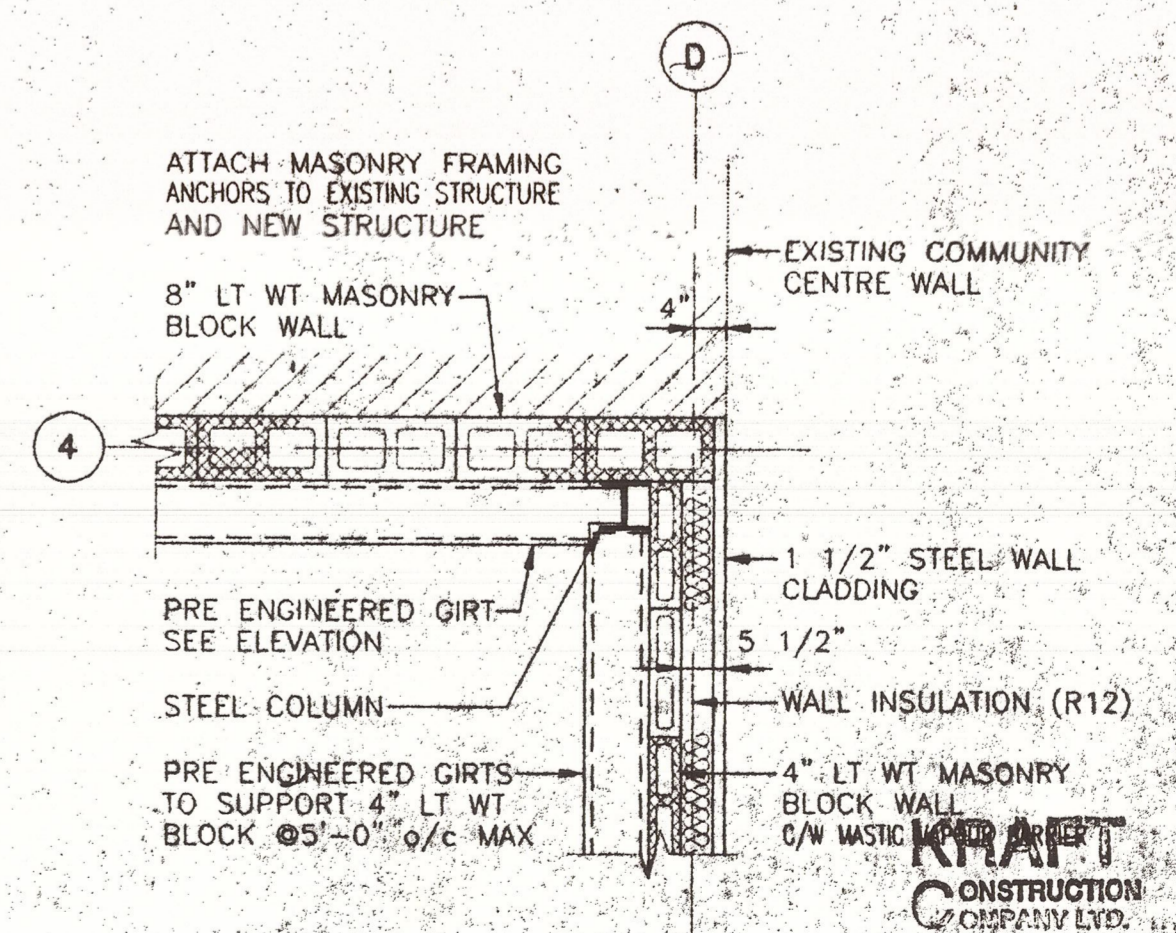 D
ATTACH MASONRY FRAMING
ANCHORS TO EXISTING STRUCTURE
AND NEW STRUCTURE
EXISTING COMMUNITY
CENTRE WALL
8" LT WT MASONRY
BLOCK WALL
4"
4
1 1/2" STEEL WALL
CLADDING
PRE ENGINEERED GIRT
SEE ELEVATION
5 1/2"
STEEL COLUMN
WALL INSULATION (R12)
PRE ENGINEERED GIRTS
TO SUPPORT 4" LT WT
BLOCK @5'-0" o/c MAX
4" LT WT MASONRY
BLOCK WALL
C/W MASTIC VAPOUR BARRIER
KRAFT
CONSTRUCTION
COMPANY LTD.